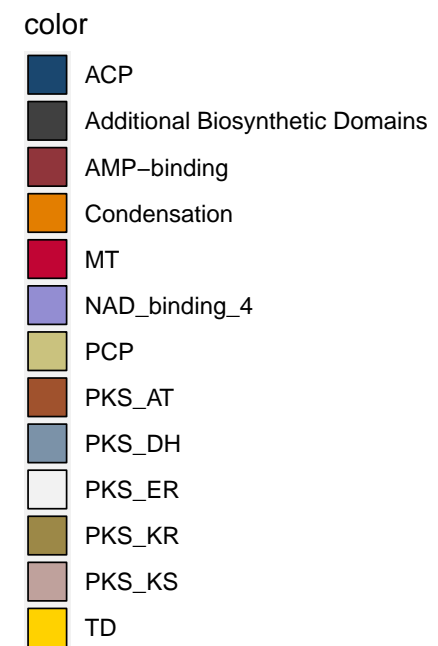 color
ACP
Additional Biosynthetic Domains
AMP−binding
Condensation
MT
NAD_binding_4
PCP
PKS_AT
PKS_DH
PKS_ER
PKS_KR
PKS_KS
TD